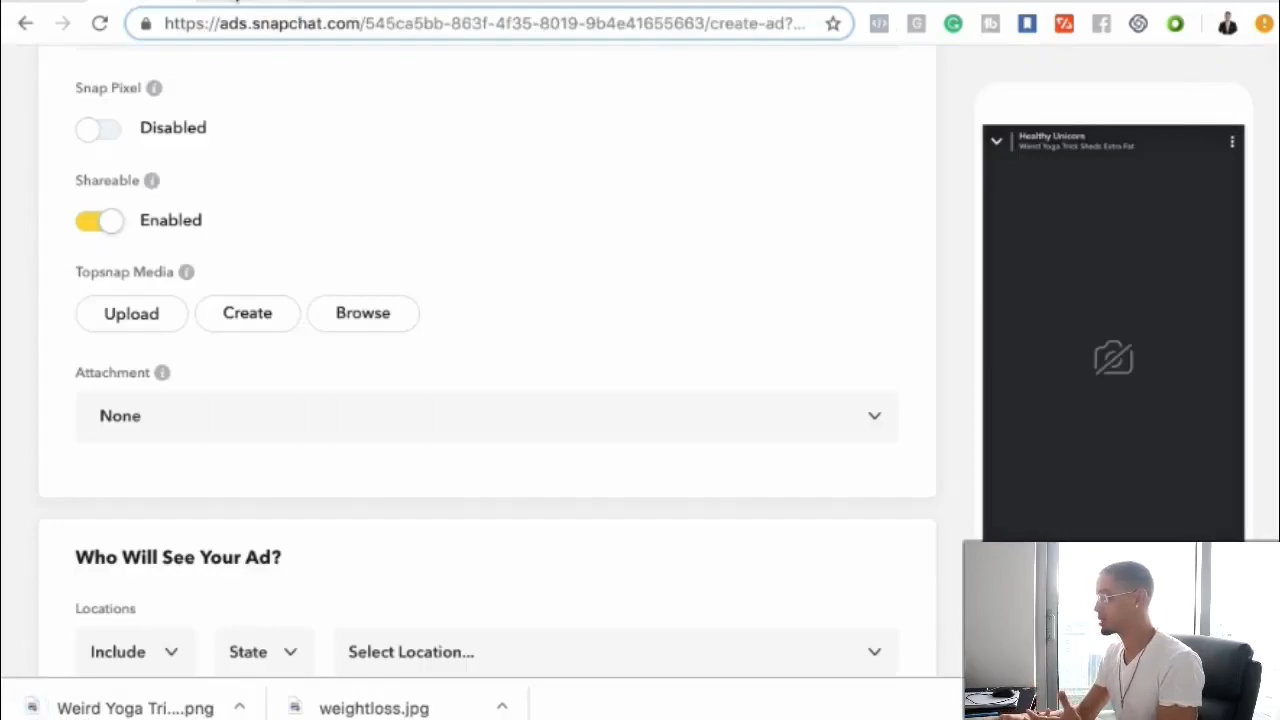 https://ads.snapchat.com/545ca5bb-863f-4f35-8019-9b4e41655663/create-ad?...
Snap Pixel
Disabled
Shareable
Enabled
Topsnap Media
Upload Create Browse
Attachment
None
Who Will See Your Ad?
Locations
Include State Select Location...
Healthy Unicorn
Weird Yoga Trick Sheds Extra Fat
Weird Yoga Tri....png weightloss.jpg